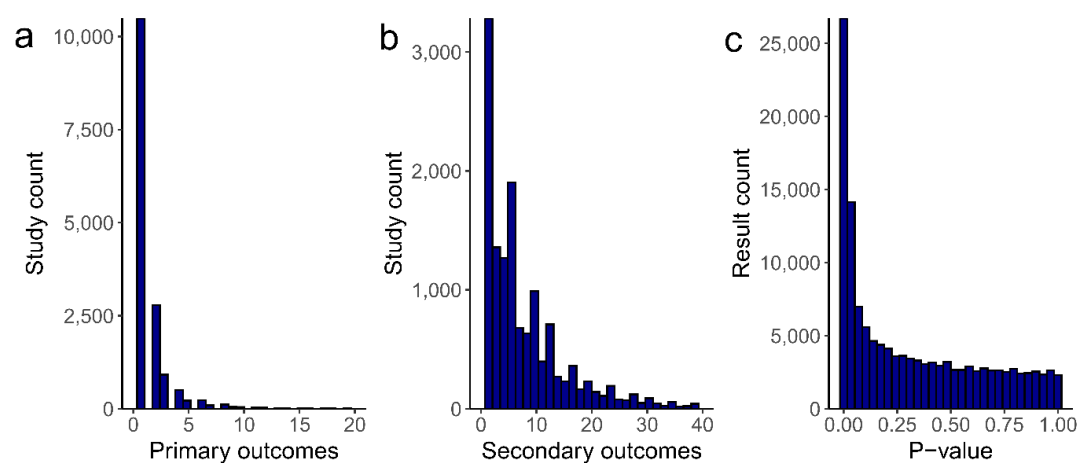 a
Study count
10,000
7,500
5,000
2,500
0
0 5 10 15 20
Primary outcomes
b
Study count
3,000
2,000
1,000
0
0 10 20 30 40
Secondary outcomes
c
Result count
25,000
20,000
15,000
10,000
5,000
0
0.00 0.25 0.50 0.75 1.00
P−value